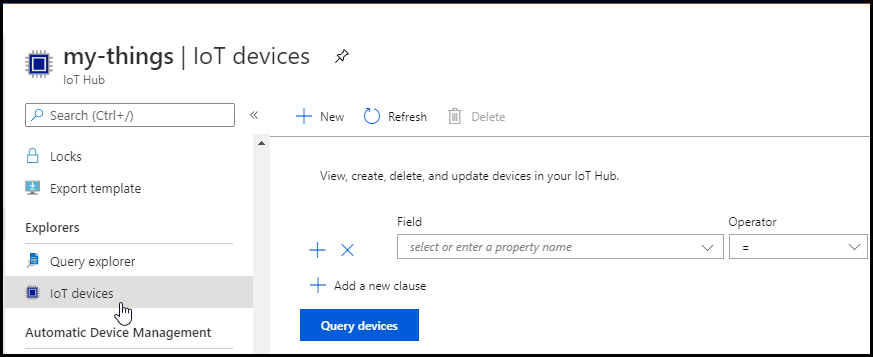 my-things | IoT devices
IoT Hub
Search (Ctrl+/)
«
Locks
Export template
Explorers
Query explorer
IoT devices
Automatic Device Management
New
Refresh
Delete
View, create, delete, and update devices in your IoT Hub.
Field
Operator
select or enter a property name
=
Add a new clause
Query devices